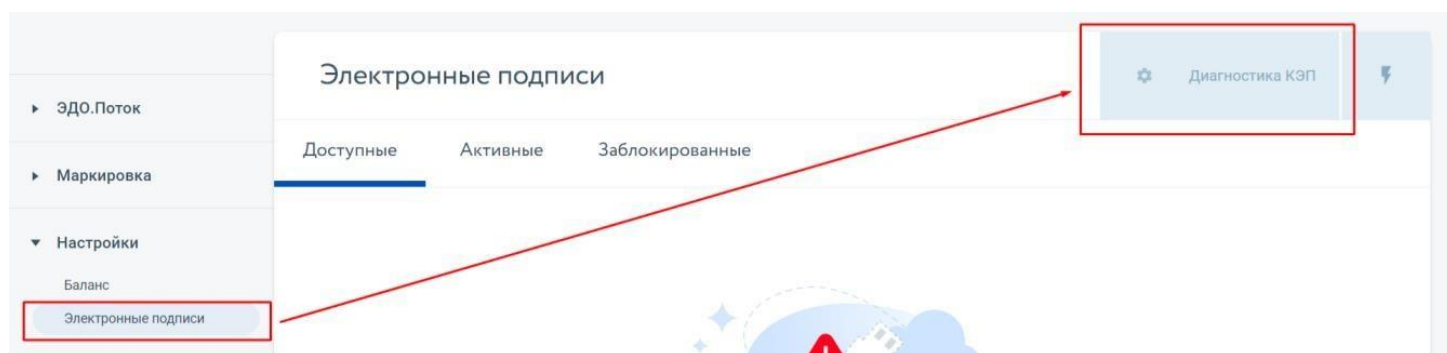 ЭДО.Поток
Маркировка
Настройки
Баланс
Электронные подписи
Электронные подписи
Диагностика КЭП
Доступные Активные Заблокированные